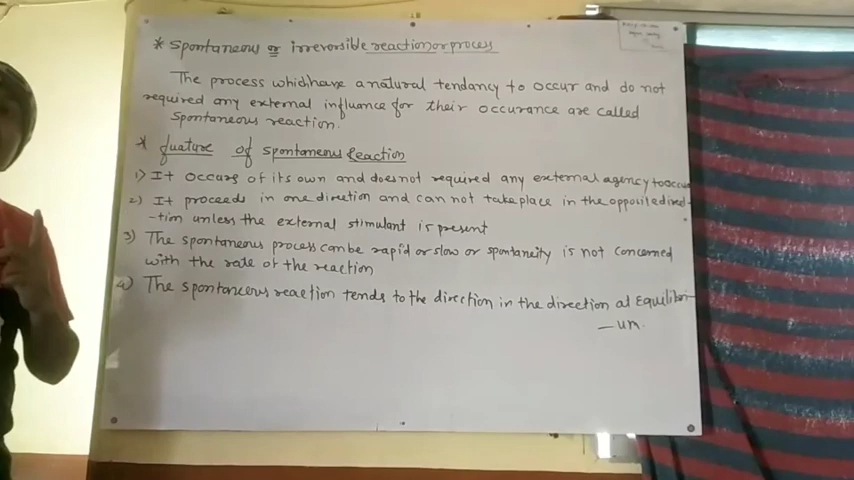 * Spontaneous or irreversible reaction or process
The process which have a natural tendancy to occur and do not
required any external influance for their occurance are called
Spontaneous reaction.
* fuature of spontaneous Reaction
1) It occurs of its own and does not required any external agency to occur
2) It proceeds in one direction and can not take place in the opposite direc-
-tion unless the external stimulant is present
3) The spontaneous process can be rapid or slow or spontaneity is not concerned
with the rate of the reaction
4) The spontaneous reaction tends to the direction in the direction of Equilibri-
-um.